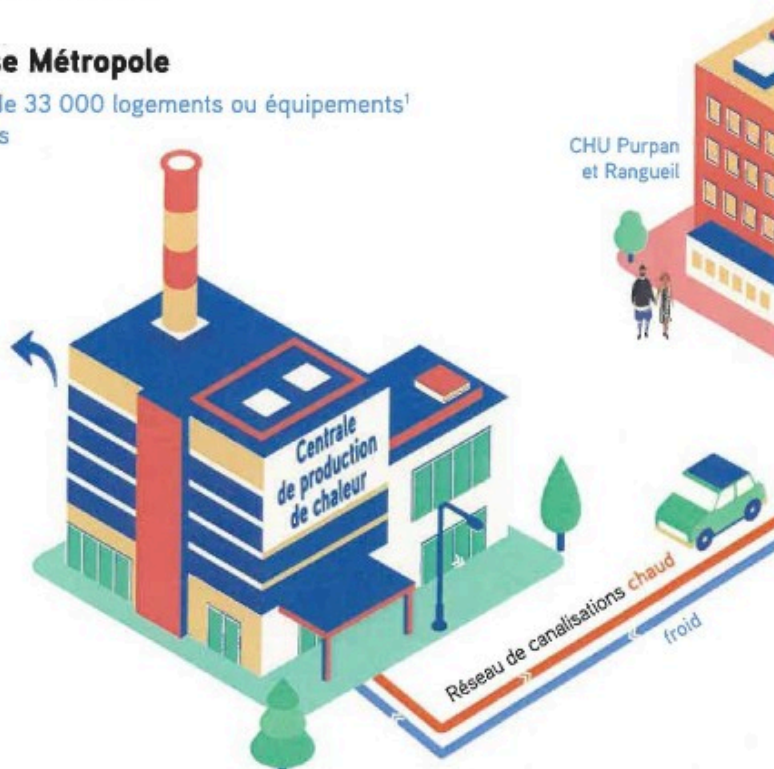 se Métropole
de 33 000 logements ou équipements¹
s
CHU Purpan
et Rangueil
Centrale
de production
de chaleur
Réseau de canalisations chaud
froid